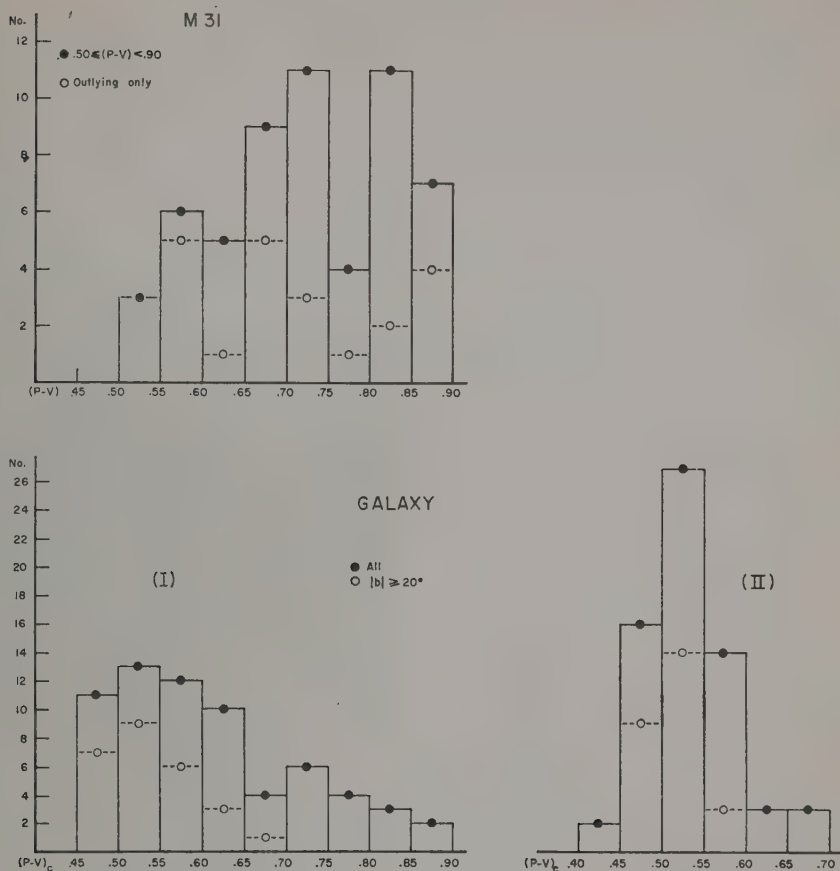 M 31
No.
● .50≤(P-V)<.90
○ Outlying only
12
10
8
6
4
2
(P-V) .45 .50 .55 .60 .65 .70 .75 .80 .85 .90
GALAXY
No.
● All
○ |b| ≥ 20°
(I)
26
24
22
20
18
16
14
12
10
8
6
4
2
(P-V)c .45 .50 .55 .60 .65 .70 .75 .80 .85 .90
(II)
(P-V)c .40 .45 .50 .55 .60 .65 .70